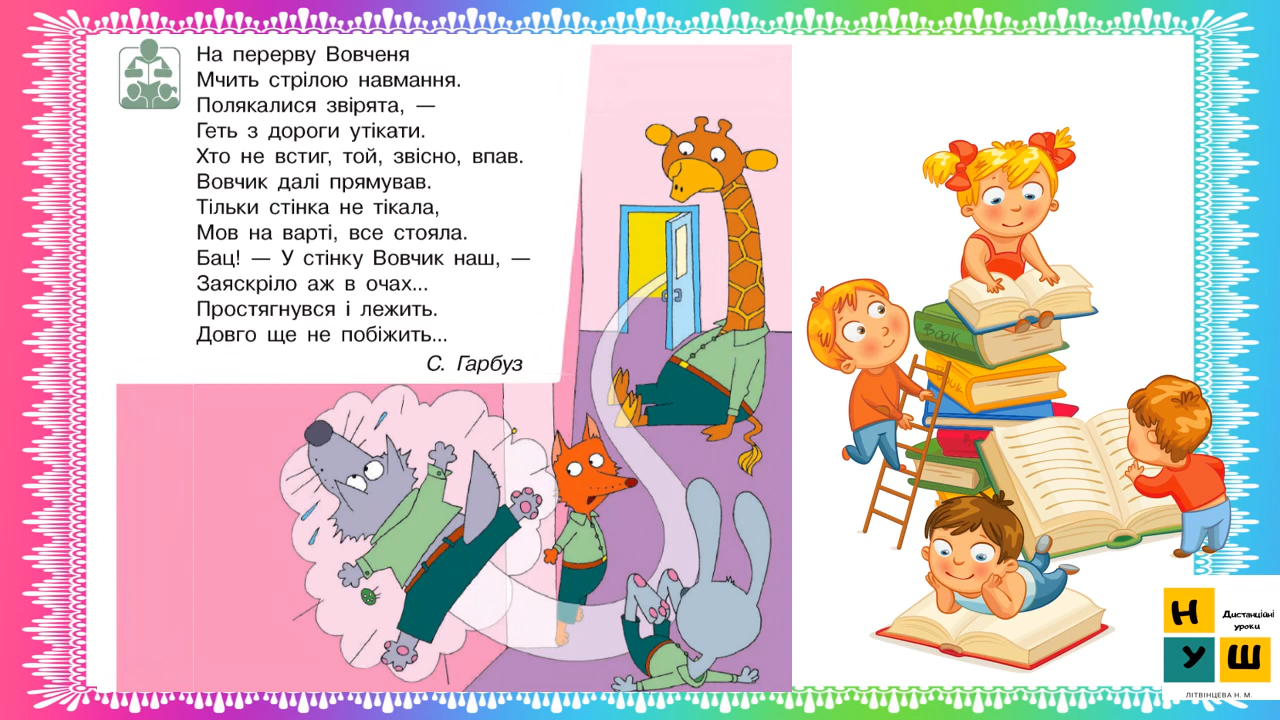 На перерву Вовченя
Мчить стрілою навмання.
Полякалися звірята, —
Геть з дороги утікати.
Хто не встиг, той, звісно, впав.
Вовчик далі прямував.
Тільки стінка не тікала,
Мов на варті, все стояла.
Бац! — У стінку Вовчик наш, —
Заяскріло аж в очах...
Простягнувся і лежить.
Довго ще не побіжить...
С. Гарбуз
BOOK
Н
У Ш
Дистанційні
уроки
ЛІТВІНЦЕВА Н. М.